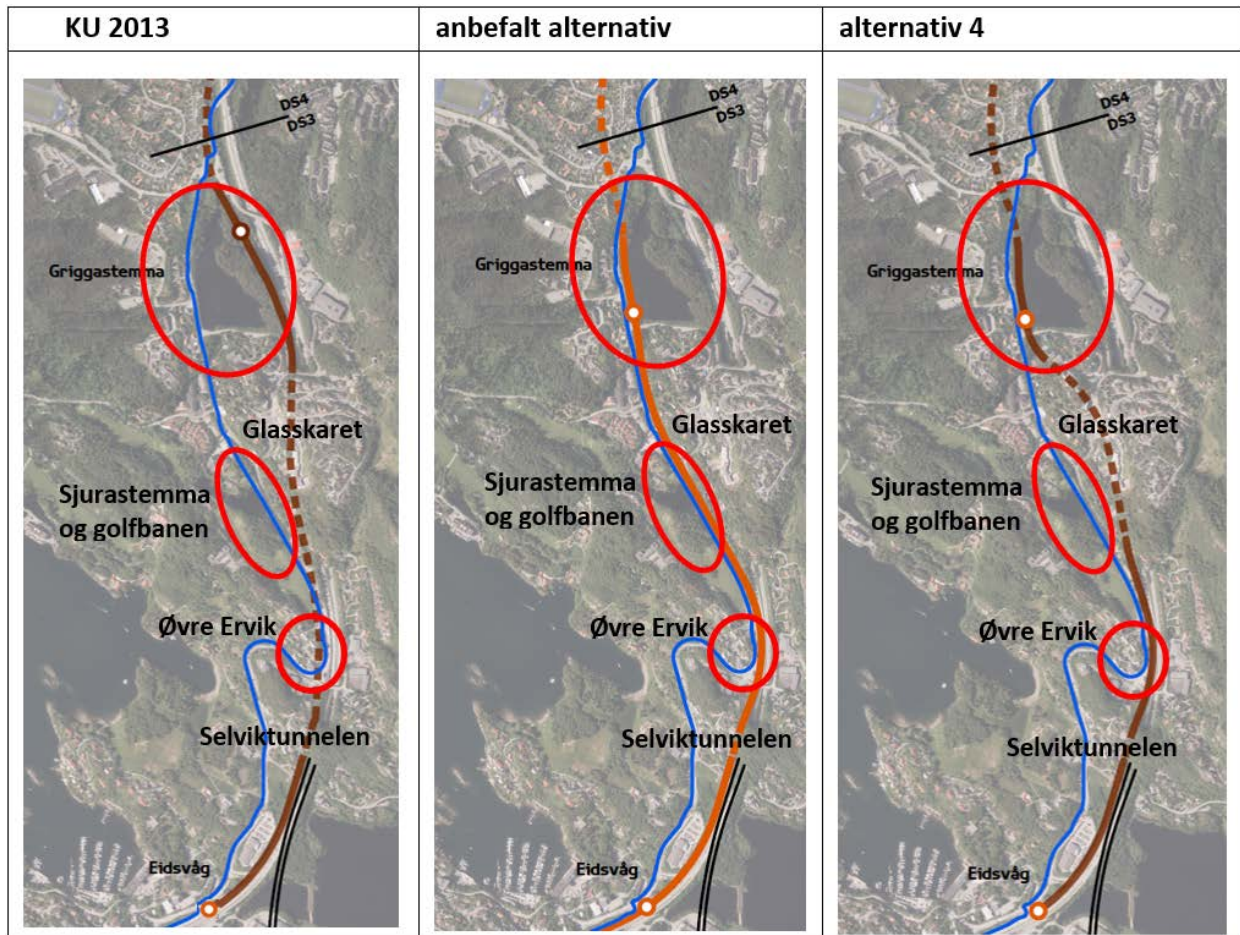 KU 2013
anbefalt alternativ
alternativ 4
DS4
DS3
Griggastemma
Glasskaret
Sjurastemma
og golfbanen
Øvre Ervik
Selviktunnelen
Eidsvåg
DS4
DS3
Griggastemma
Glasskaret
Sjurastemma
og golfbanen
Øvre Ervik
Selviktunnelen
Eidsvåg
DS4
DS3
Griggastemma
Glasskaret
Sjurastemma
og golfbanen
Øvre Ervik
Selviktunnelen
Eidsvåg